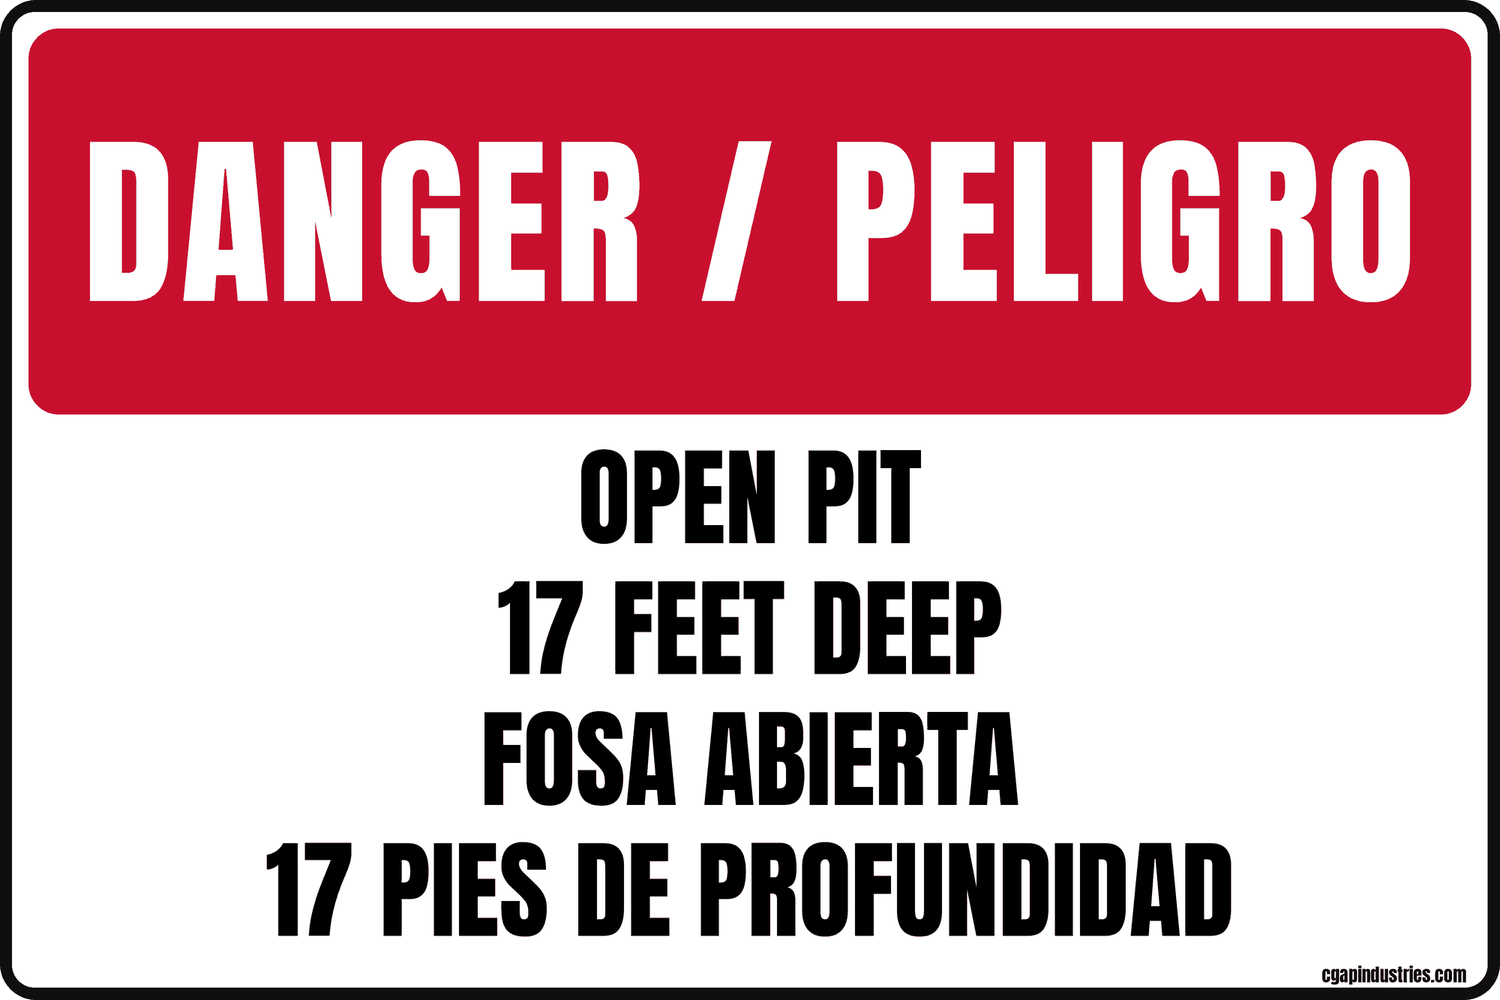 DANGER / PELIGRO
OPEN PIT
17 FEET DEEP
FOSA ABIERTA
17 PIES DE PROFUNDIDAD
cgapindustries.com